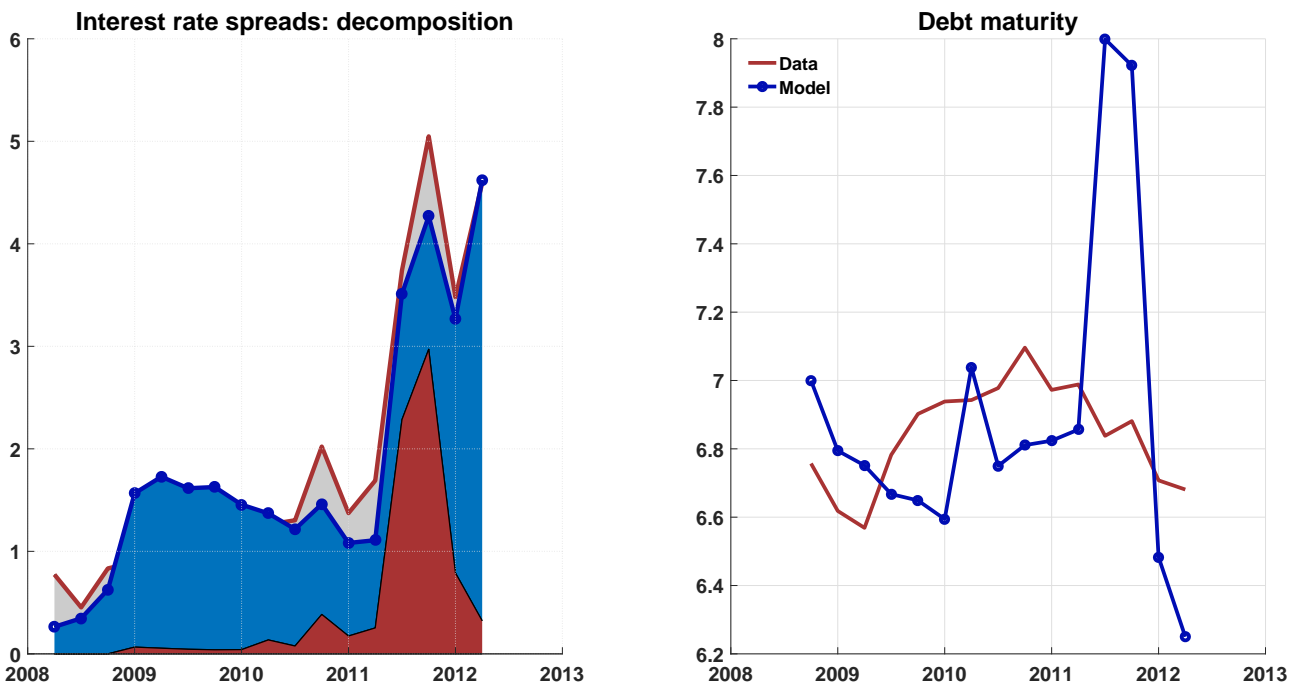 Interest rate spreads: decomposition
6
5
4
3
2
1
0
2008 2009 2010 2011 2012 2013
Debt maturity
Data
Model
8
7.8
7.6
7.4
7.2
7
6.8
6.6
6.4
6.2
2008 2009 2010 2011 2012 2013